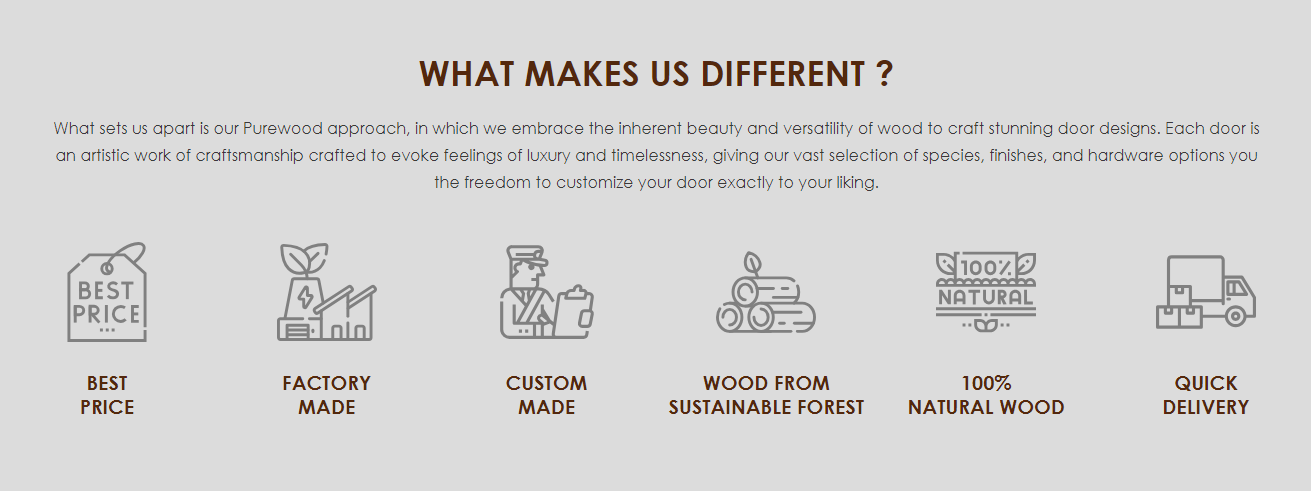 WHAT MAKES US DIFFERENT ?
What sets us apart is our Purewood approach, in which we embrace the inherent beauty and versatility of wood to craft stunning door designs. Each door is
an artistic work of craftsmanship crafted to evoke feelings of luxury and timelessness, giving our vast selection of species, finishes, and hardware options you
the freedom to customize your door exactly to your liking.
BEST
PRICE
100%
NATURAL
BEST
PRICE
FACTORY
MADE
CUSTOM
MADE
WOOD FROM
SUSTAINABLE FOREST
100%
NATURAL WOOD
QUICK
DELIVERY